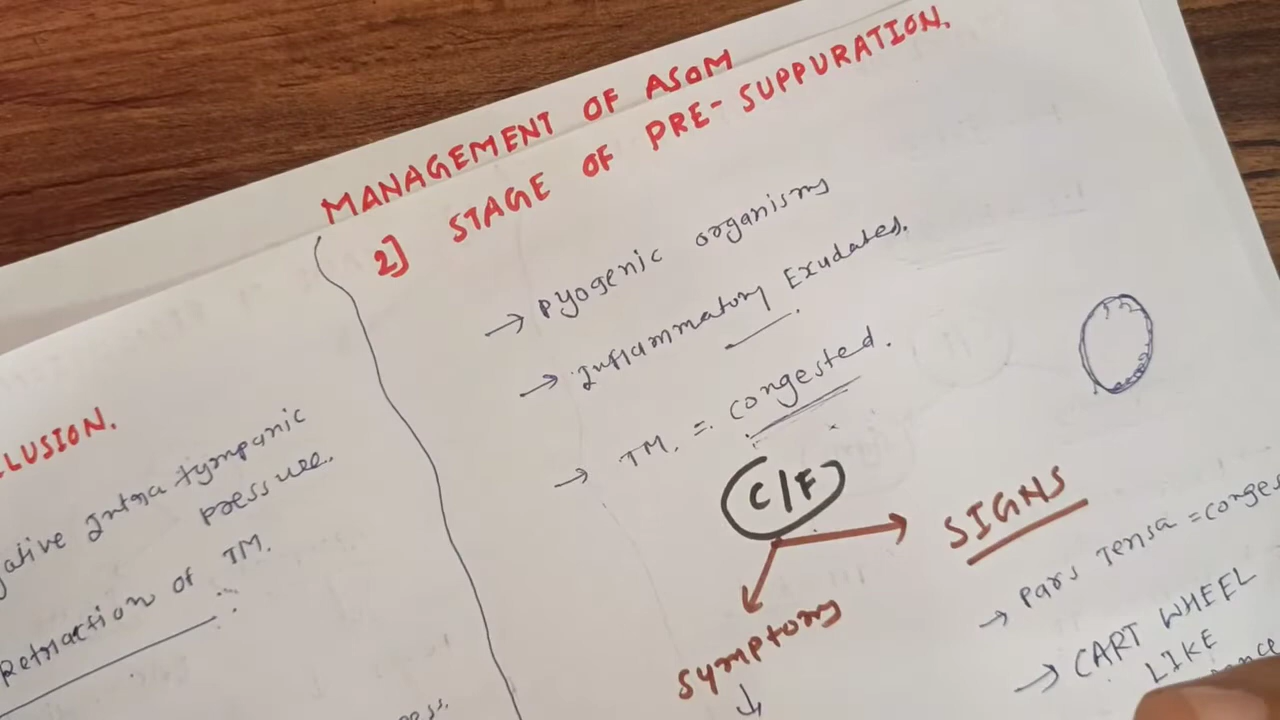 MANAGEMENT OF ASOM
2] STAGE OF PRE-SUPPURATION.
→ Pyogenic organisms
→ Inflammatory Exudates.
→ TM. = congested.
C/F
SIGNS
→ Pars Tensa = conges
→ CART WHEEL
LIKE
Symptoms
↓
LUSION.
ative Intra tympanic
pressure.
Retraction of TM.